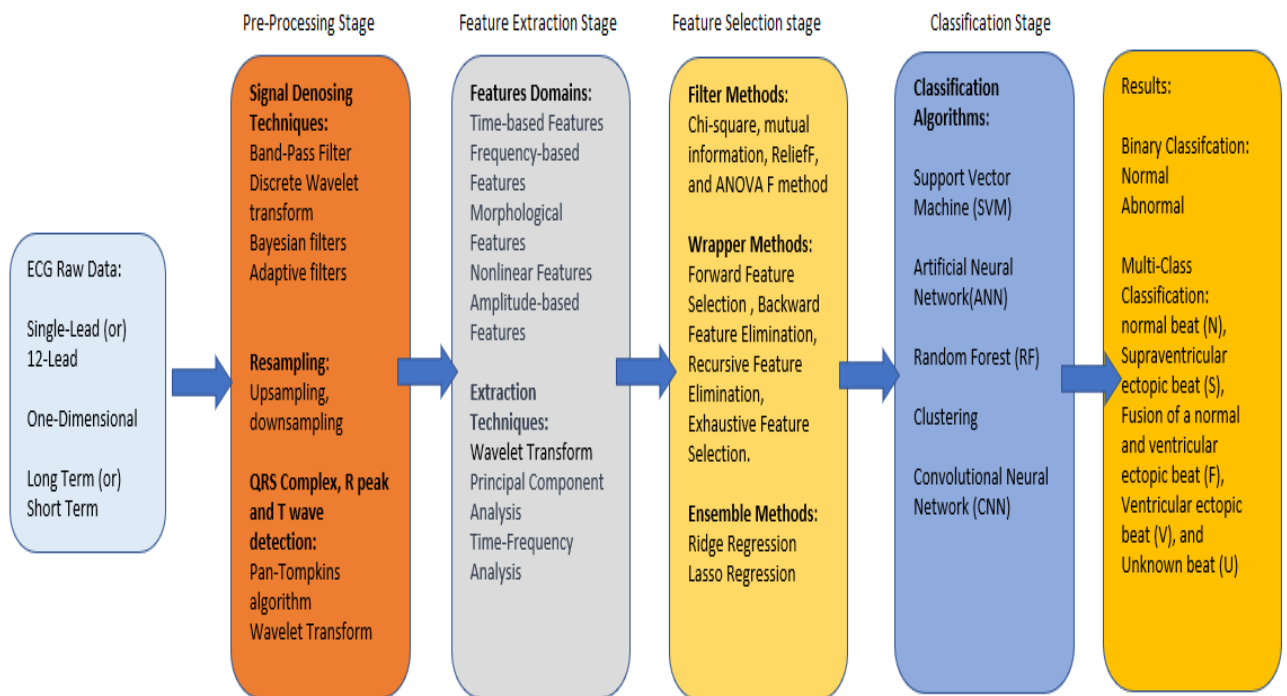 Pre-Processing Stage
Feature Extraction Stage
Feature Selection stage
Classification Stage
ECG Raw Data:
Single-Lead (or)
12-Lead
One-Dimensional
Long Term (or)
Short Term
Signal Denosing
Techniques:
Band-Pass Filter
Discrete Wavelet
transform
Bayesian filters
Adaptive filters
Resampling:
Upsampling,
downsampling
QRS Complex, R peak
and T wave
detection:
Pan-Tompkins
algorithm
Wavelet Transform
Features Domains:
Time-based Features
Frequency-based
Features
Morphological
Features
Nonlinear Features
Amplitude-based
Features
Extraction
Techniques:
Wavelet Transform
Principal Component
Analysis
Time-Frequency
Analysis
Filter Methods:
Chi-square, mutual
information, ReliefF,
and ANOVA F method
Wrapper Methods:
Forward Feature
Selection , Backward
Feature Elimination,
Recursive Feature
Elimination,
Exhaustive Feature
Selection.
Ensemble Methods:
Ridge Regression
Lasso Regression
Classification
Algorithms:
Support Vector
Machine (SVM)
Artificial Neural
Network(ANN)
Random Forest (RF)
Clustering
Convolutional Neural
Network (CNN)
Results:
Binary Classifcation:
Normal
Abnormal
Multi-Class
Classification:
normal beat (N),
Supraventricular
ectopic beat (S),
Fusion of a normal
and ventricular
ectopic beat (F),
Ventricular ectopic
beat (V), and
Unknown beat (U)